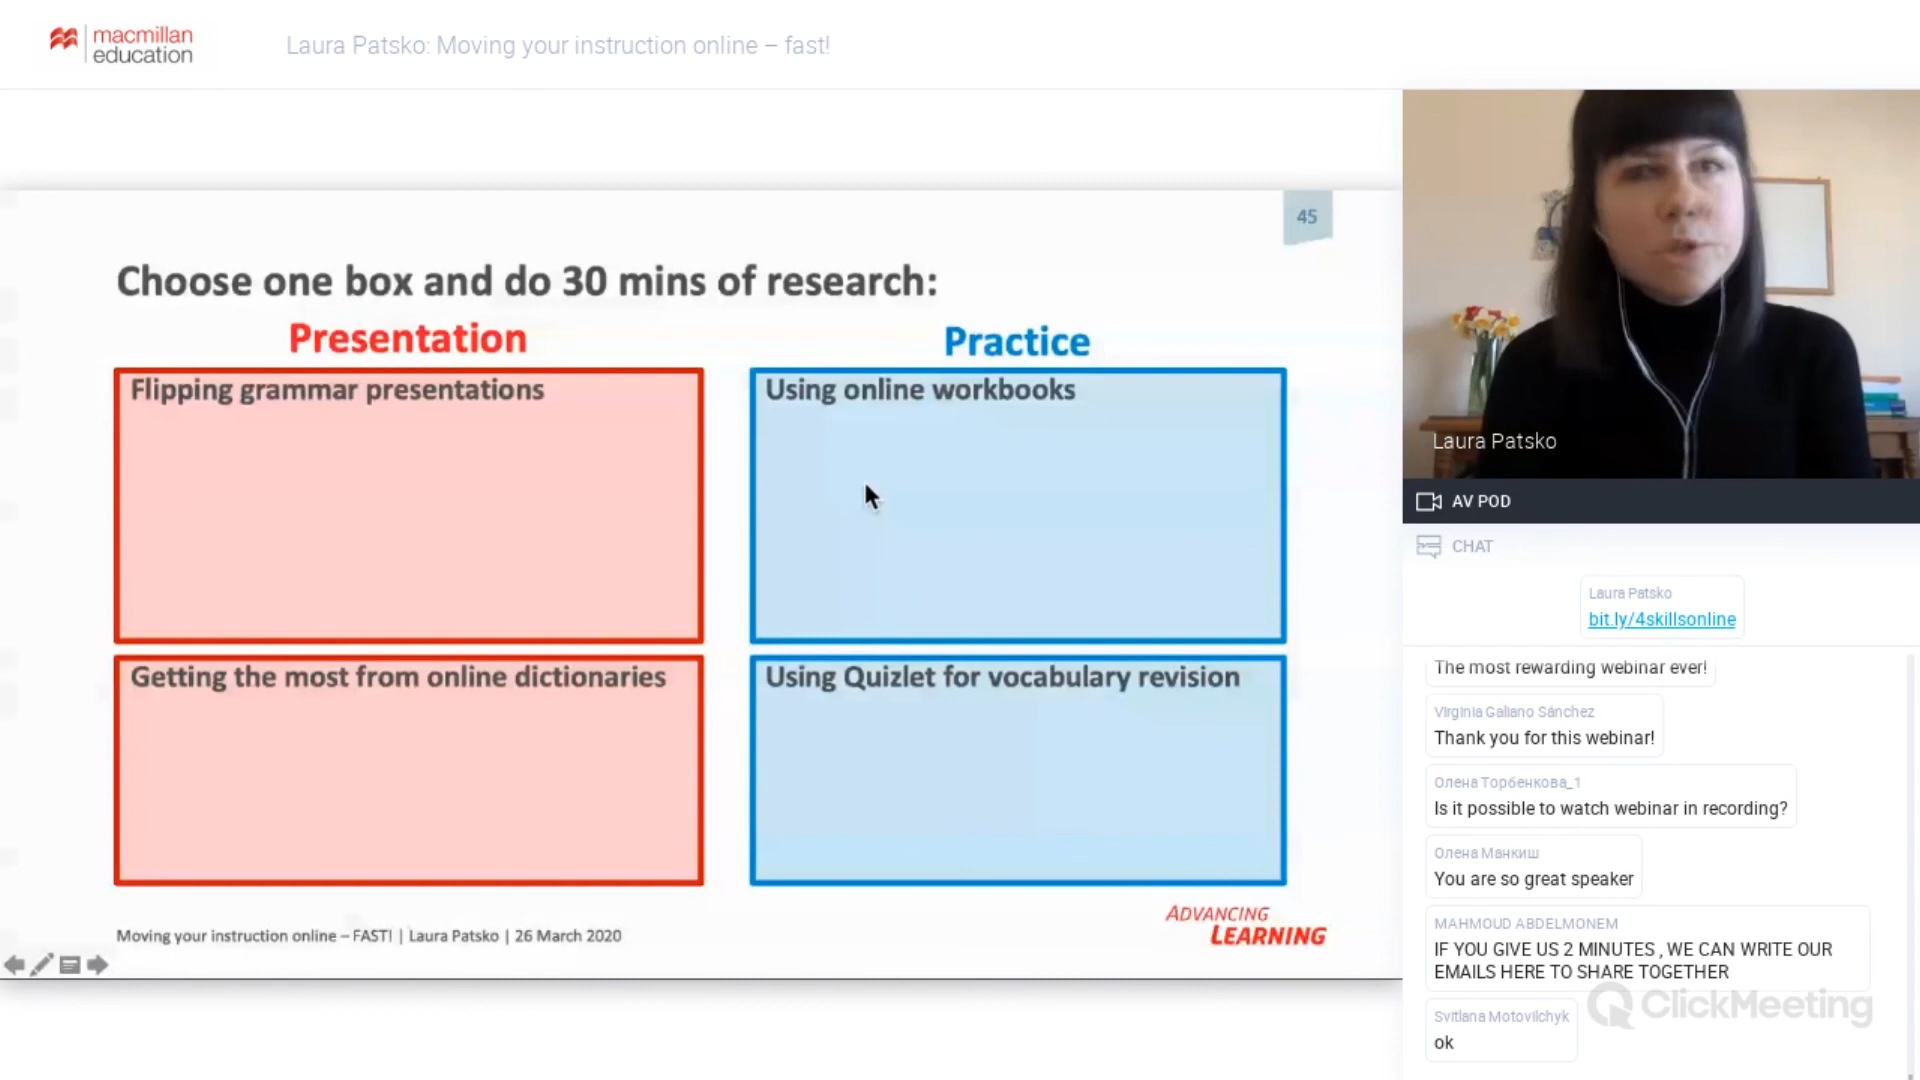 macmillan
education
Laura Patsko: Moving your instruction online – fast!
45
Choose one box and do 30 mins of research:
Presentation
Practice
Flipping grammar presentations
Using online workbooks
Getting the most from online dictionaries
Using Quizlet for vocabulary revision
Moving your instruction online – FAST! | Laura Patsko | 26 March 2020
ADVANCING
LEARNING
Laura Patsko
AV POD
CHAT
Laura Patsko
bit.ly/4skillsonline
The most rewarding webinar ever!
Virginia Galiano Sánchez
Thank you for this webinar!
Олена Торбенкова_1
Is it possible to watch webinar in recording?
Олена Манкиш
You are so great speaker
MAHMOUD ABDELMONEM
IF YOU GIVE US 2 MINUTES , WE CAN WRITE OUR
EMAILS HERE TO SHARE TOGETHER
ClickMeeting
Svitlana Motovilchyk
ok